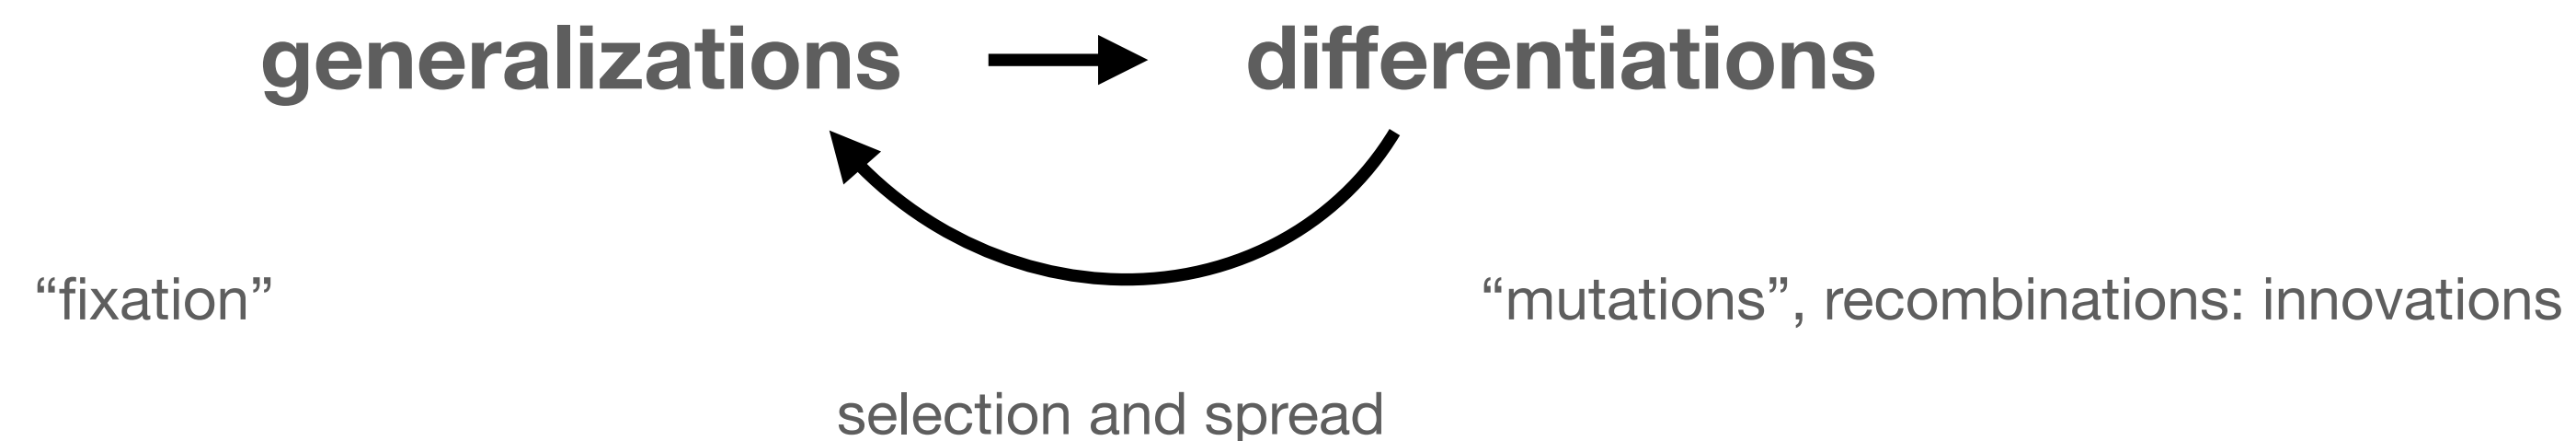 generalizations differentiations
“fixation” “mutations”, recombinations: innovations
selection and spread